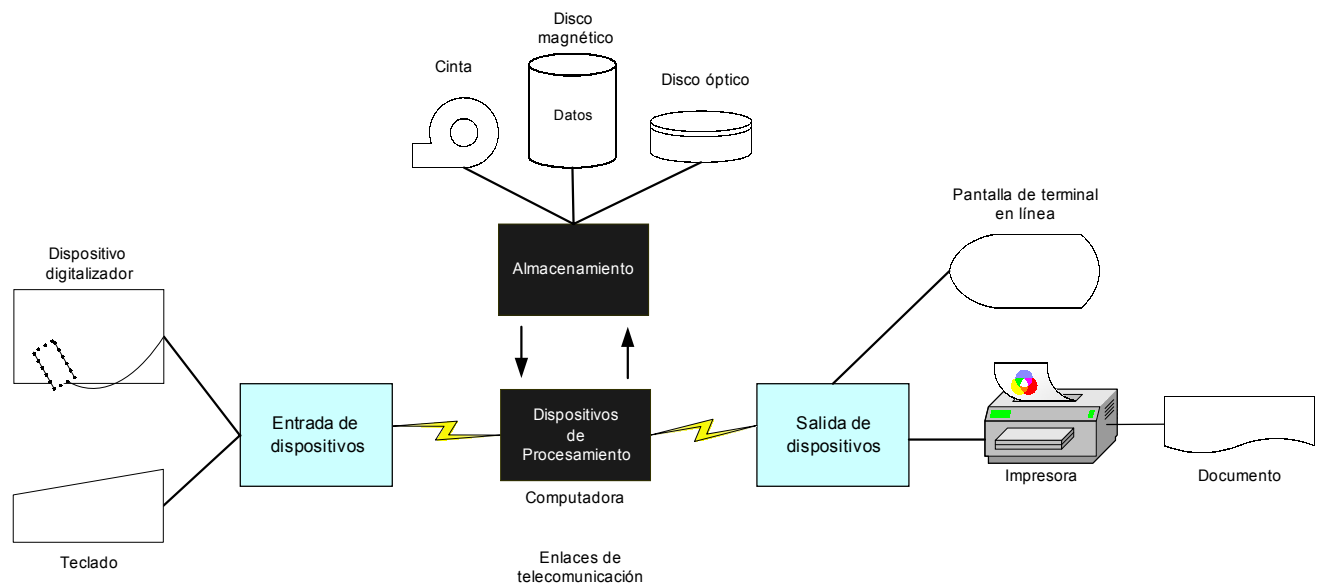 Disco
magnético
Cinta
Disco óptico
Datos
Pantalla de terminal
en línea
Dispositivo
digitalizador
Almacenamiento
Entrada de
dispositivos
Dispositivos
de
Procesamiento
Salida de
dispositivos
Impresora
Documento
Computadora
Teclado
Enlaces de
telecomunicación